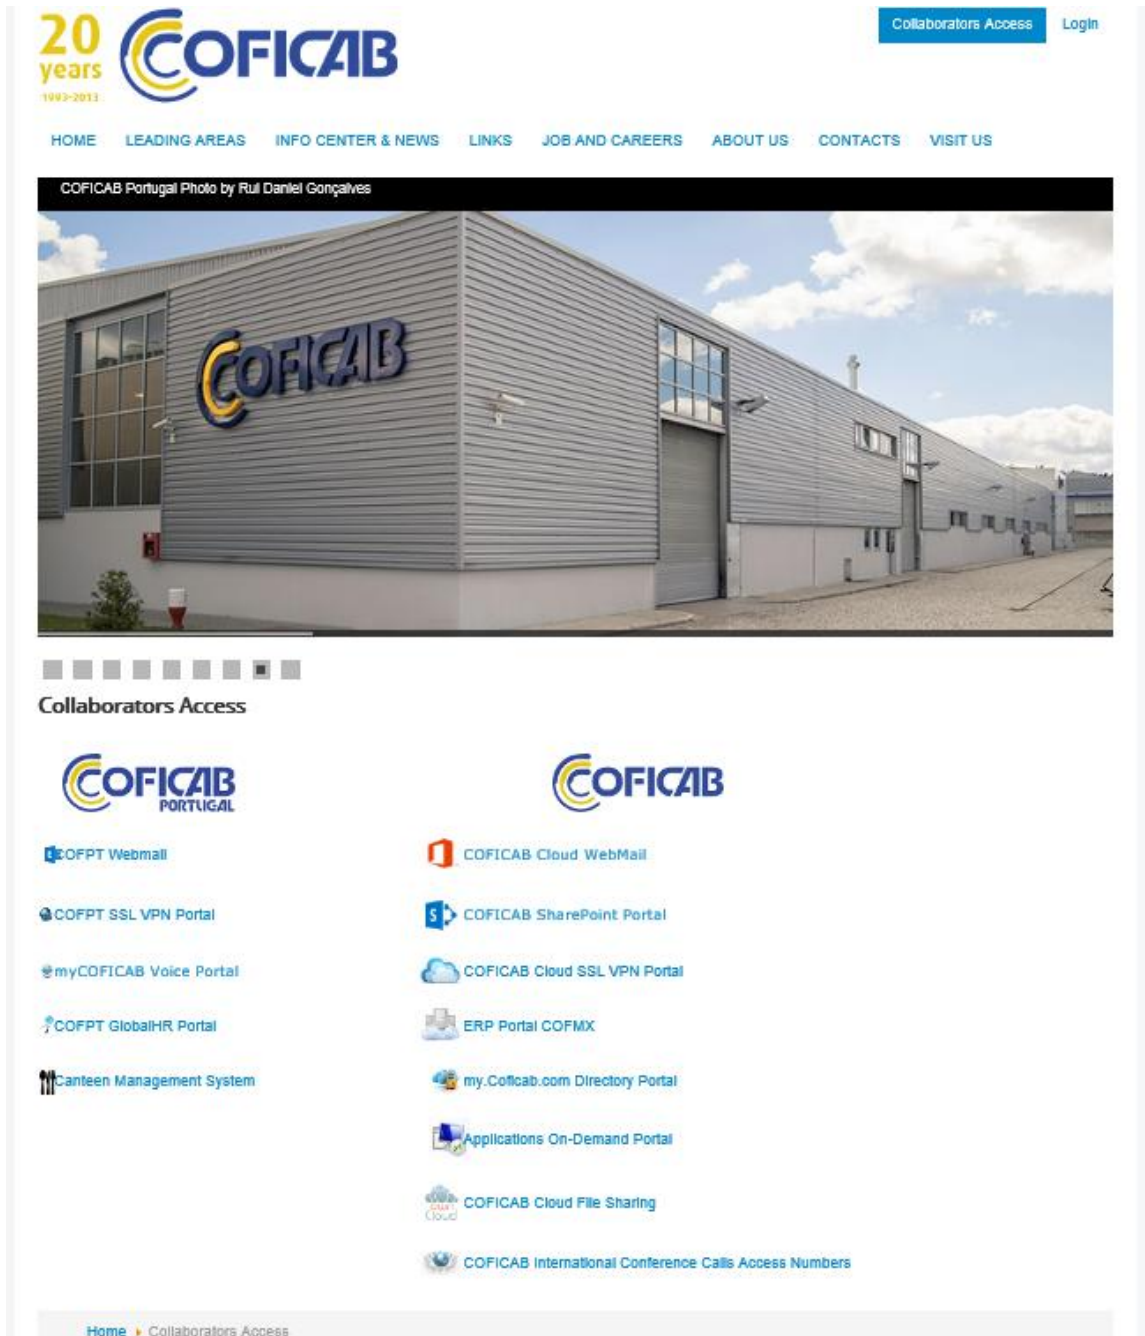 20
years
1993-2013
COFICAB
Collaborators Access
Login
HOME LEADING AREAS INFO CENTER & NEWS LINKS JOB AND CAREERS ABOUT US CONTACTS VISIT US
COFICAB Portugal Photo by Rui Daniel Gonçalves
COFICAB
Collaborators Access
COFICAB
PORTUGAL
COFICAB
COFPT Webmail
COFICAB Cloud WebMail
COFPT SSL VPN Portal
S
COFICAB SharePoint Portal
myCOFICAB Voice Portal
COFICAB Cloud SSL VPN Portal
COFPT GlobalHR Portal
ERP Portal COFMX
Canteen Management System
my.Coficab.com Directory Portal
Applications On-Demand Portal
Cloud
COFICAB Cloud File Sharing
COFICAB International Conference Calls Access Numbers
Home Collaborators Access